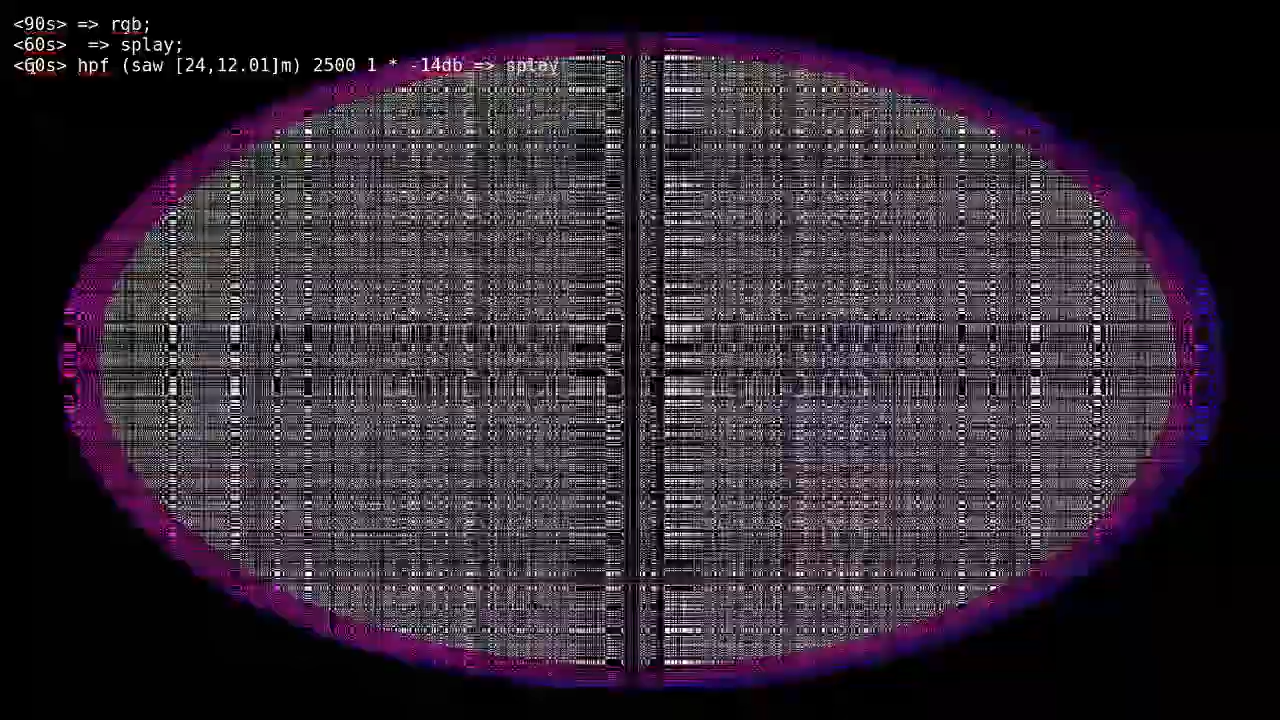 <90s> => rgb;
<60s>  => splay;
<60s> hpf (saw [24,12.01]m) 2500 1 * -14db => splay